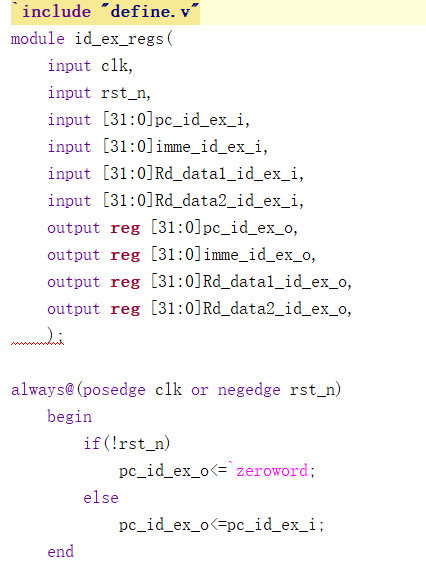 `include "define.v"
module id_ex_regs(
    input clk,
    input rst_n,
    input [31:0]pc_id_ex_i,
    input [31:0]imme_id_ex_i,
    input [31:0]Rd_data1_id_ex_i,
    input [31:0]Rd_data2_id_ex_i,
    output reg [31:0]pc_id_ex_o,
    output reg [31:0]imme_id_ex_o,
    output reg [31:0]Rd_data1_id_ex_o,
    output reg [31:0]Rd_data2_id_ex_o,
    );
always@(posedge clk or negedge rst_n)
    begin
        if(!rst_n)
            pc_id_ex_o<=`zeroword;
        else
            pc_id_ex_o<=pc_id_ex_i;
    end